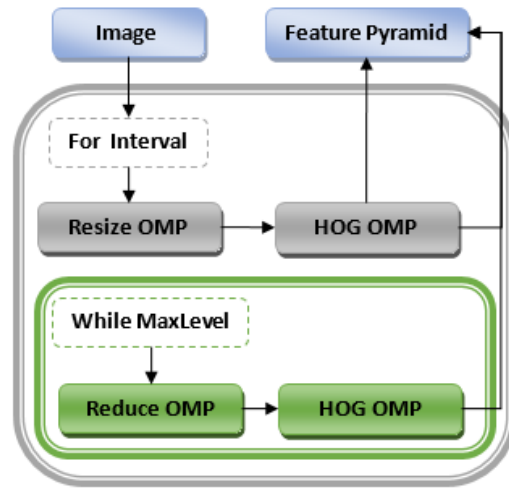 Image
Feature Pyramid
For Interval
Resize OMP
HOG OMP
While MaxLevel
Reduce OMP
HOG OMP